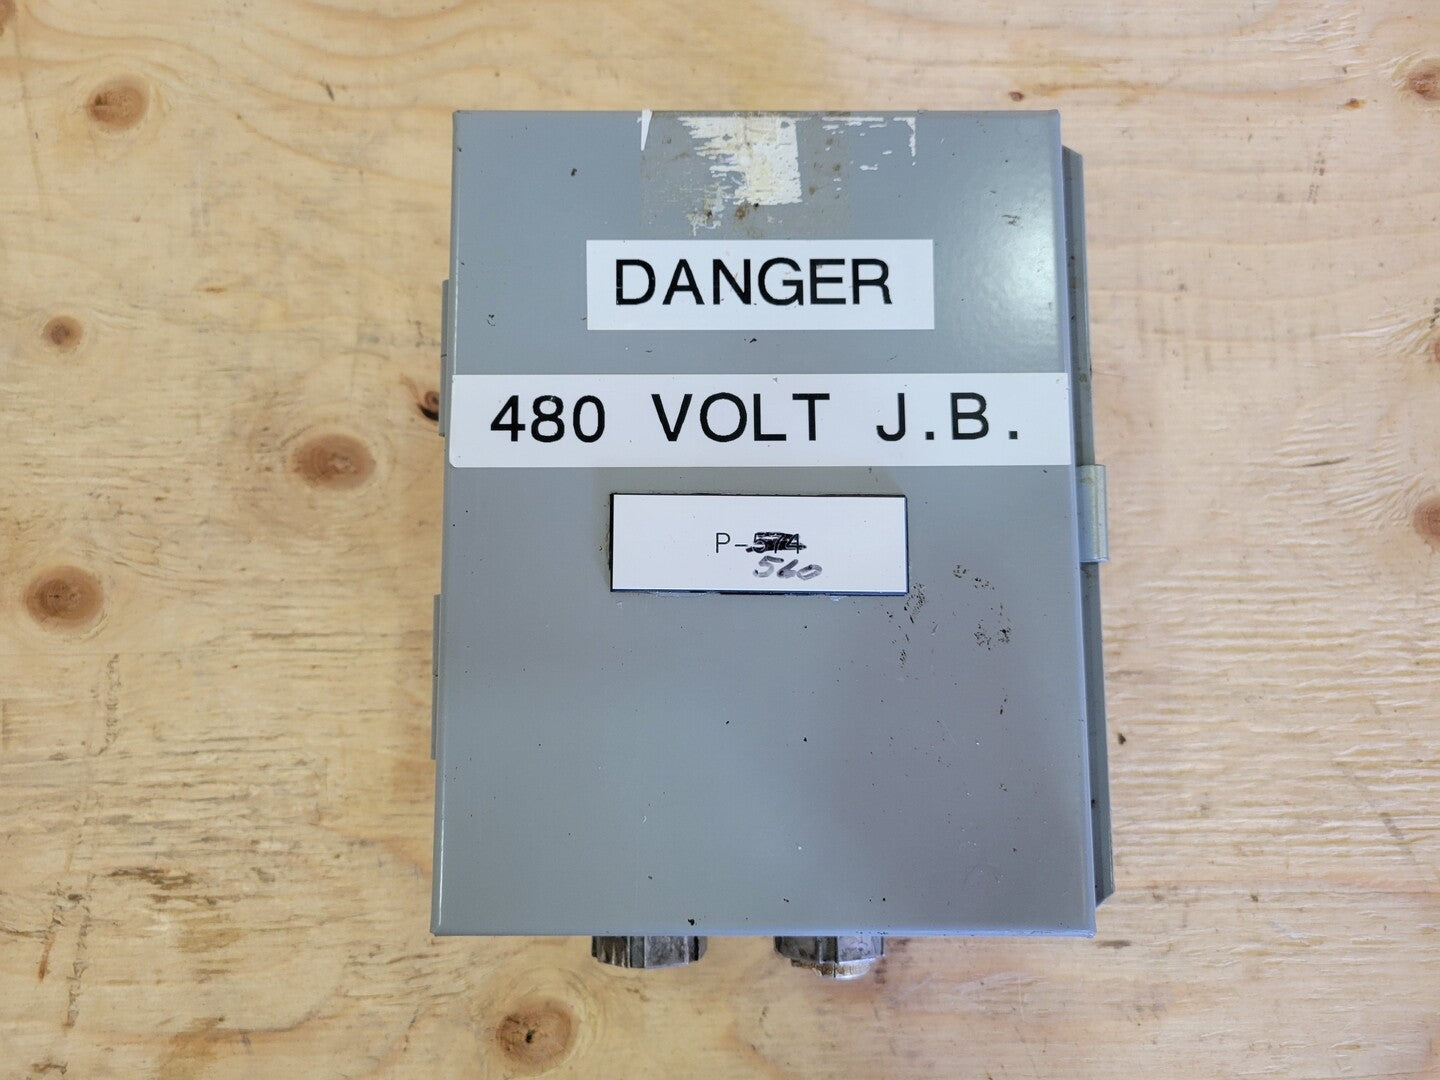 DANGER
480 VOLT J.B.
P-574
560